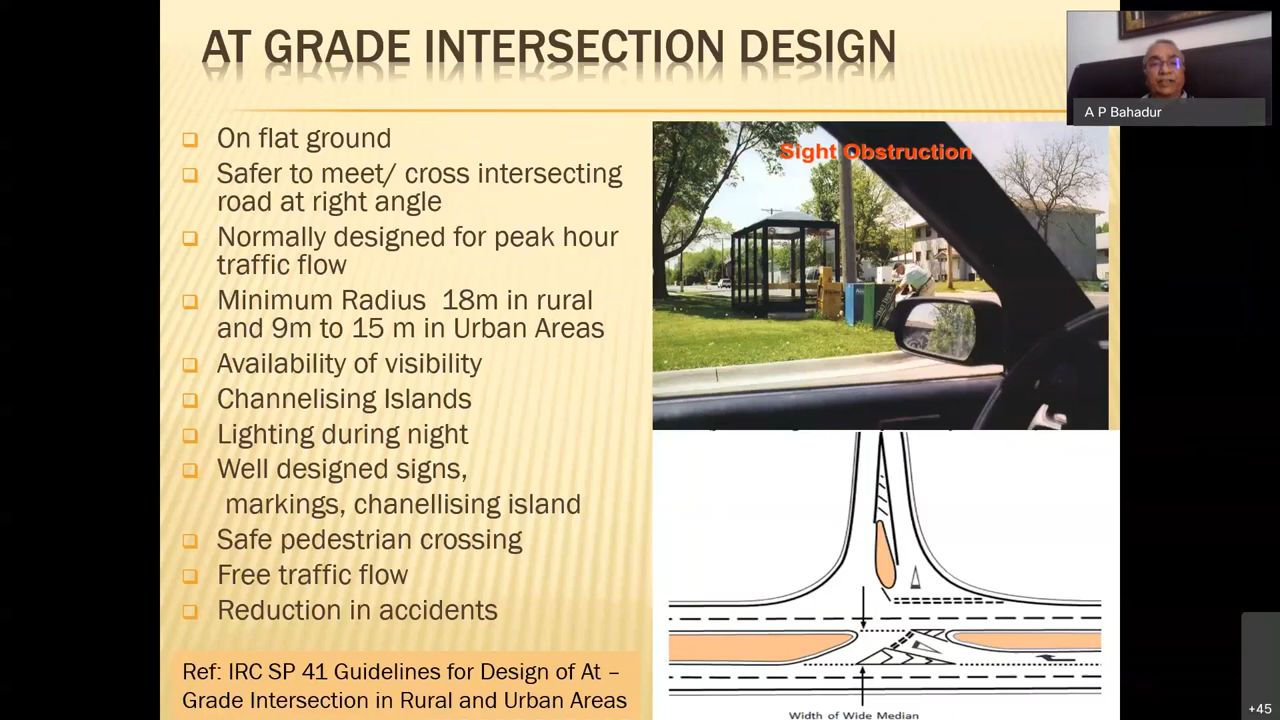 AT GRADE INTERSECTION DESIGN
A P Bahadur
On flat ground
Safer to meet/ cross intersecting
road at right angle
Normally designed for peak hour
traffic flow
Minimum Radius 18m in rural
and 9m to 15 m in Urban Areas
Availability of visibility
Channelising Islands
Lighting during night
Well designed signs,
markings, chanellising island
Safe pedestrian crossing
Free traffic flow
Reduction in accidents
Ref: IRC SP 41 Guidelines for Design of At –
Grade Intersection in Rural and Urban Areas
Sight Obstruction
Width of Wide Median
+45